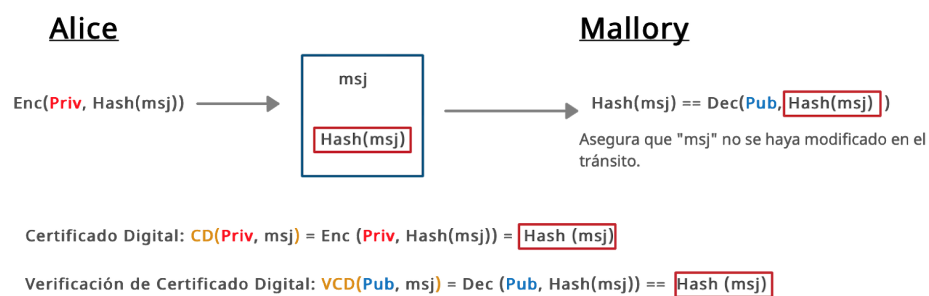 Alice
Mallory
msj
Enc(Priv, Hash(msj))
Hash(msj)
Hash(msj) == Dec(Pub, Hash(msj) )
Asegura que "msj" no se haya modificado en el
tránsito.
Certificado Digital: CD(Priv, msj) = Enc (Priv, Hash(msj)) = Hash (msj)
Verificación de Certificado Digital: VCD(Pub, msj) = Dec (Pub, Hash(msj)) == Hash (msj)